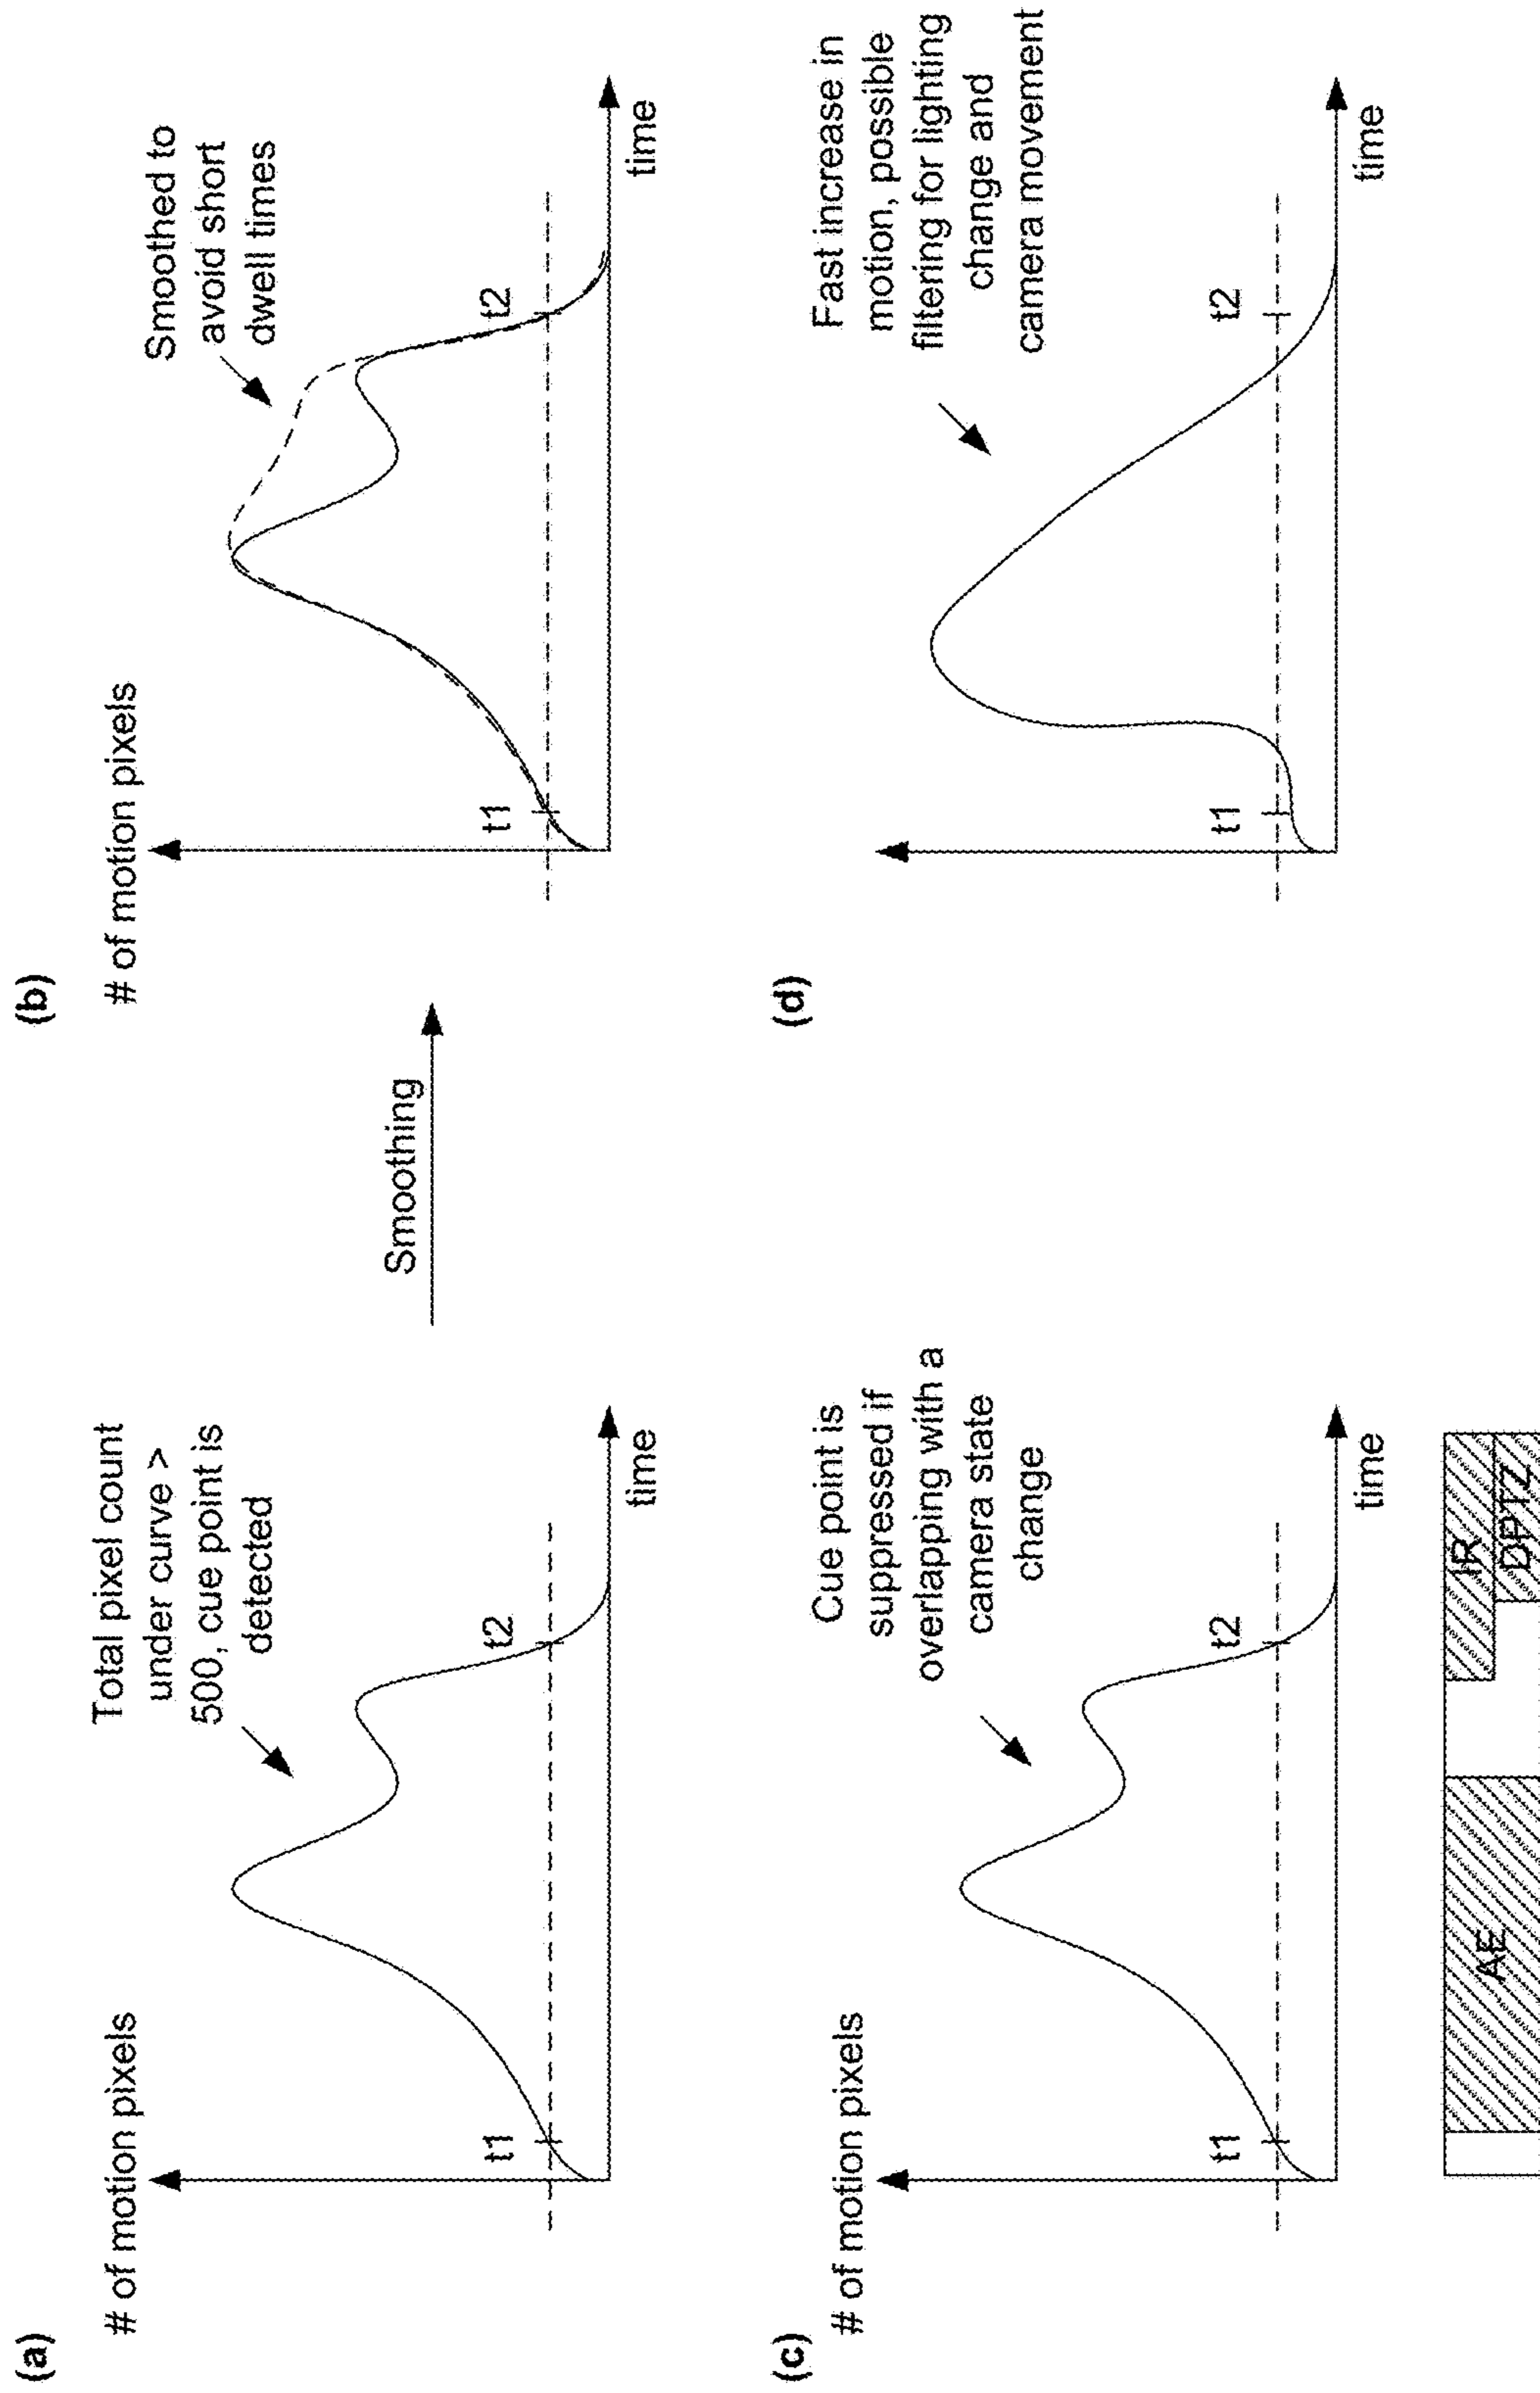 (a)
# of motion pixels
Total pixel count
under curve >
500, cue point is
detected
t1
t2
time
Smoothing
(b)
# of motion pixels
Smoothed to
avoid short
dwell times
t1
t2
time
(c)
# of motion pixels
Cue point is
suppressed if
overlapping with a
camera state
change
t1
t2
time
AE
IR
DPTZ
(d)
Fast increase in
motion, possible
filtering for lighting
change and
camera movement
t1
t2
time